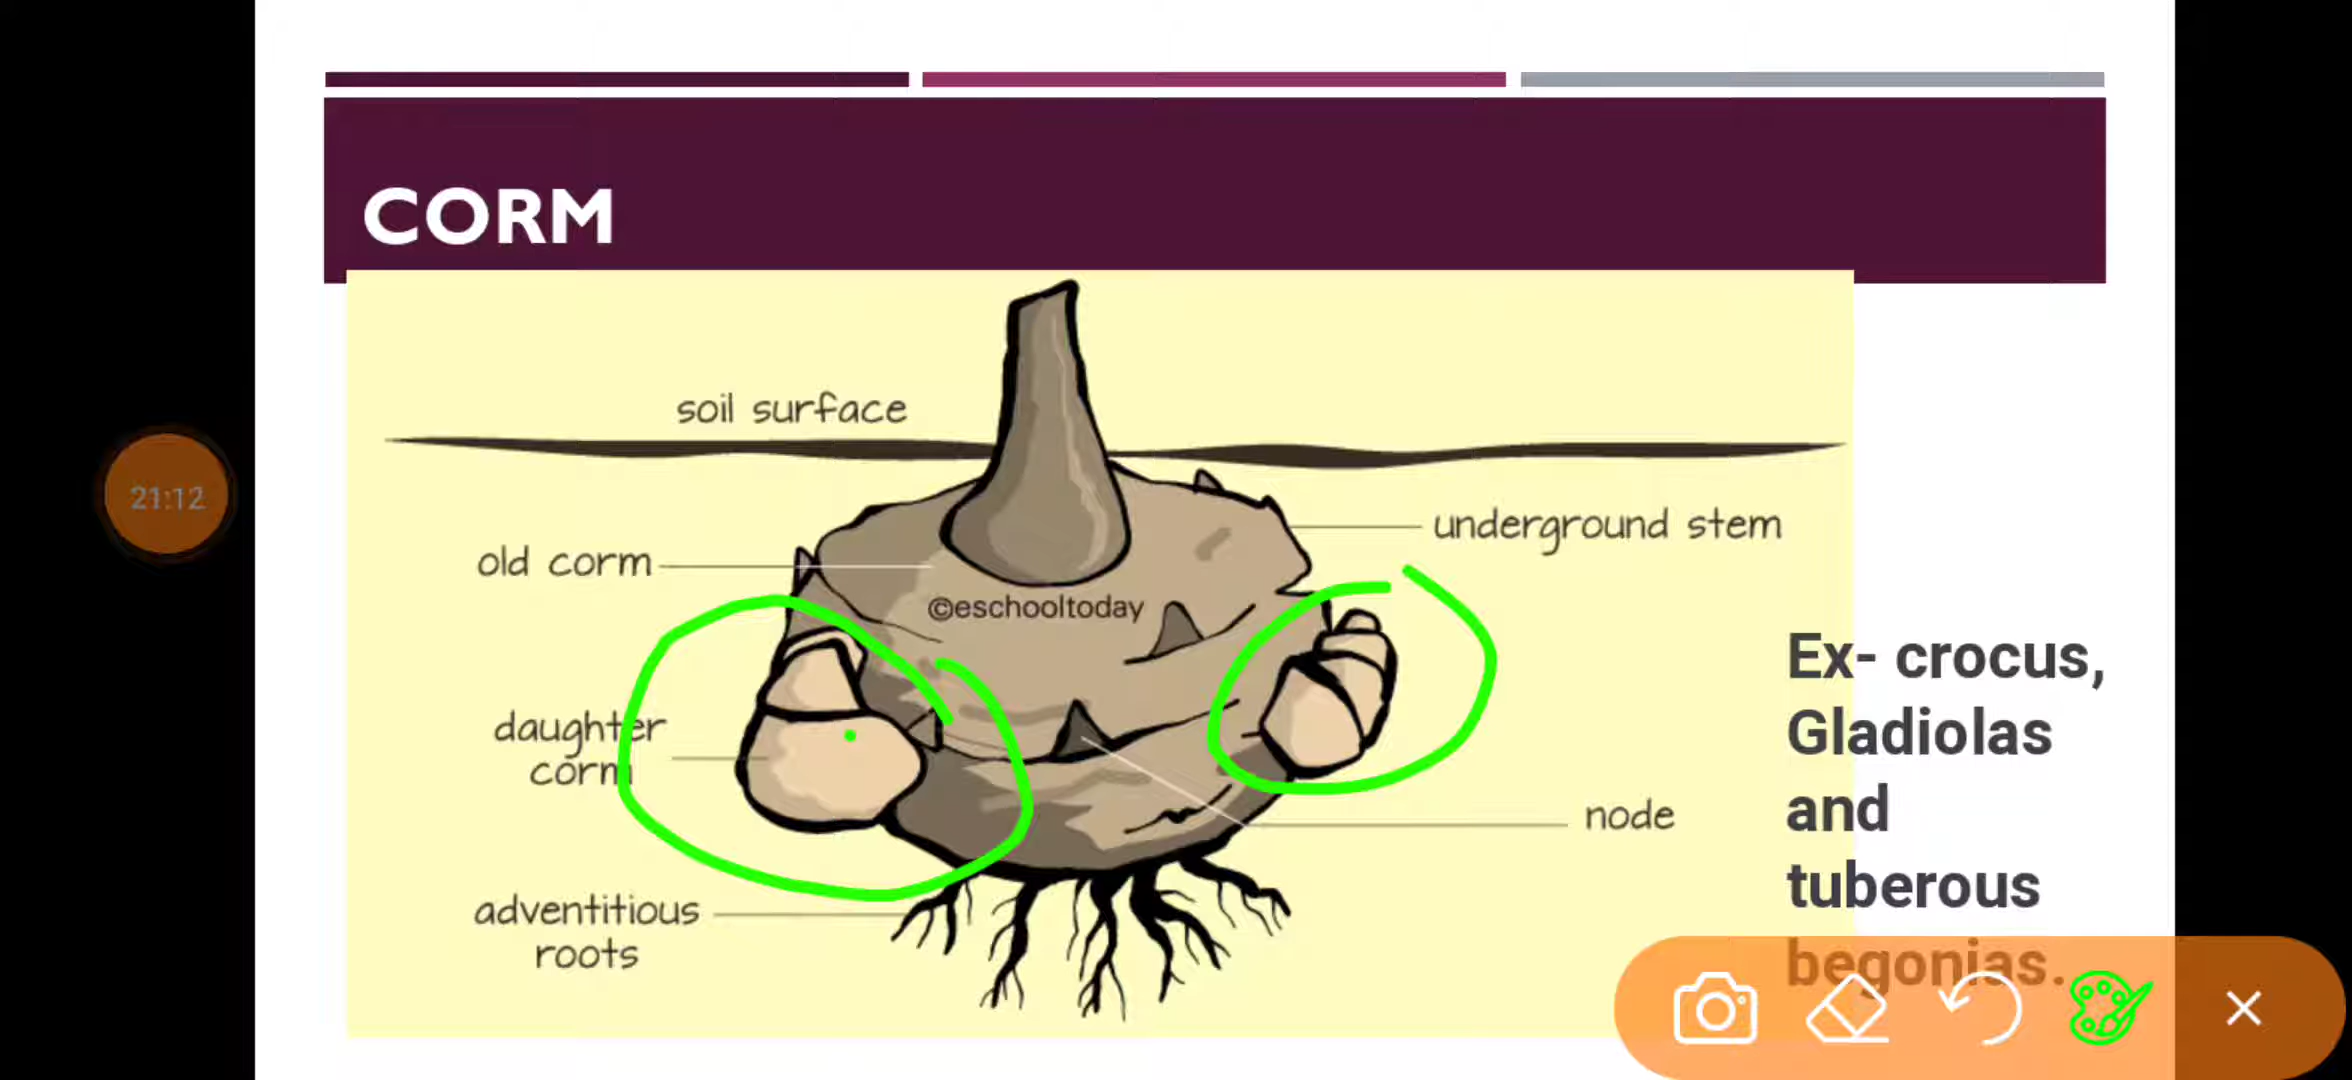 CORM
soil surface
underground stem
old corm
©eschooltoday
daughter
corm
node
adventitious
roots
Ex- crocus,
Gladiolas
and
tuberous
begonias.
21:12